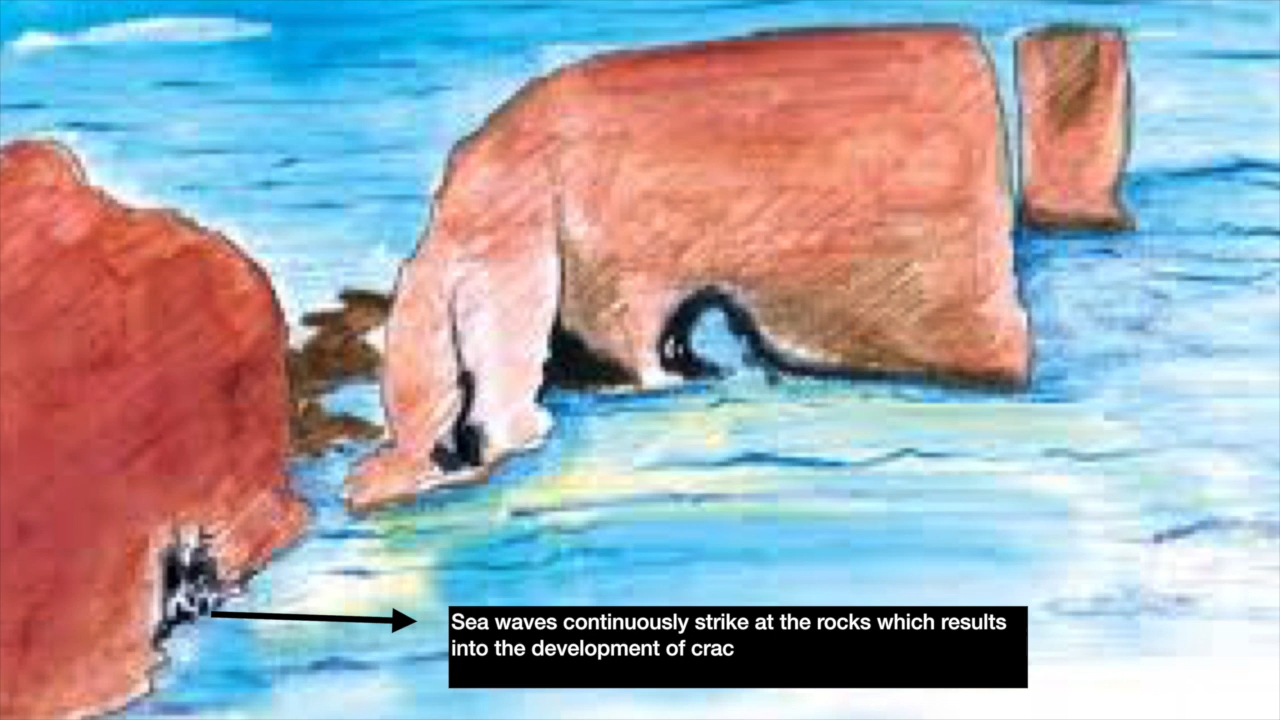 Sea waves continuously strike at the rocks which results
into the development of crac